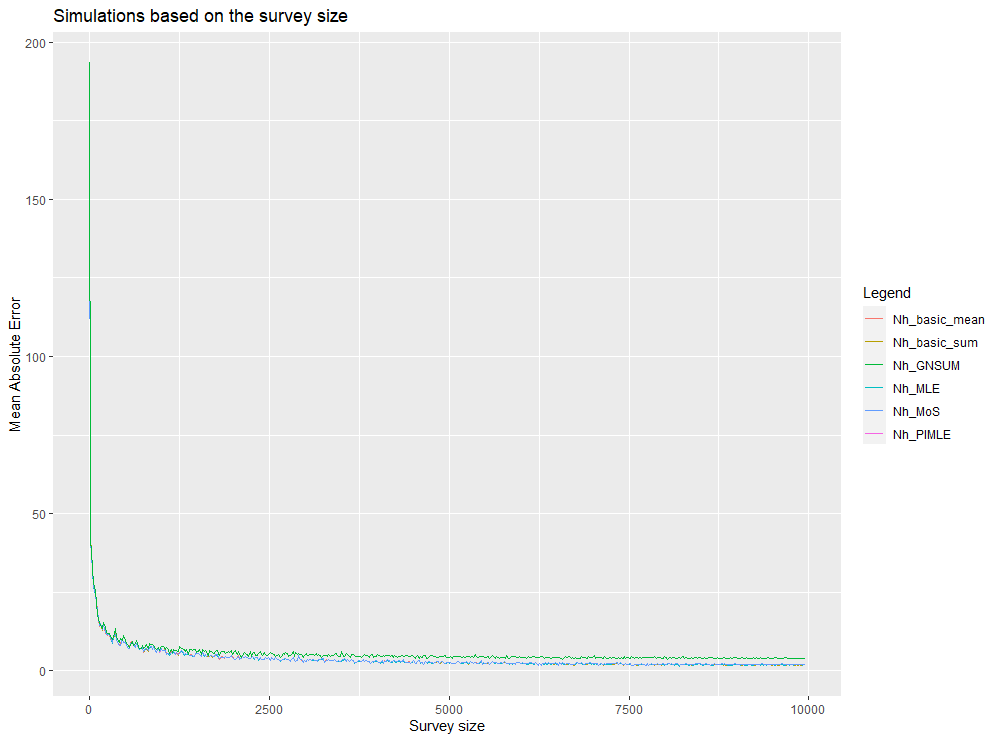 Simulations based on the survey size
200
150
100
50
0
Mean Absolute Error
0
2500
5000
7500
10000
Survey size
Legend
Nh_basic_mean
Nh_basic_sum
Nh_GNSUM
Nh_MLE
Nh_MoS
Nh_PIMLE